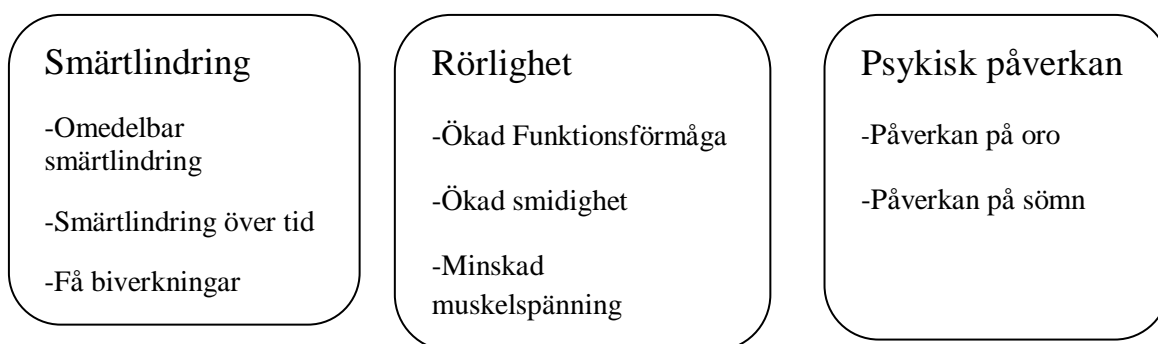 Smärtlindring
-Omedelbar
smärtlindring
-Smärtlindring över tid
-Få biverkningar
Rörlighet
-Ökad Funktionsförmåga
-Ökad smidighet
-Minskad
muskelspänning
Psykisk påverkan
-Påverkan på oro
-Påverkan på sömn